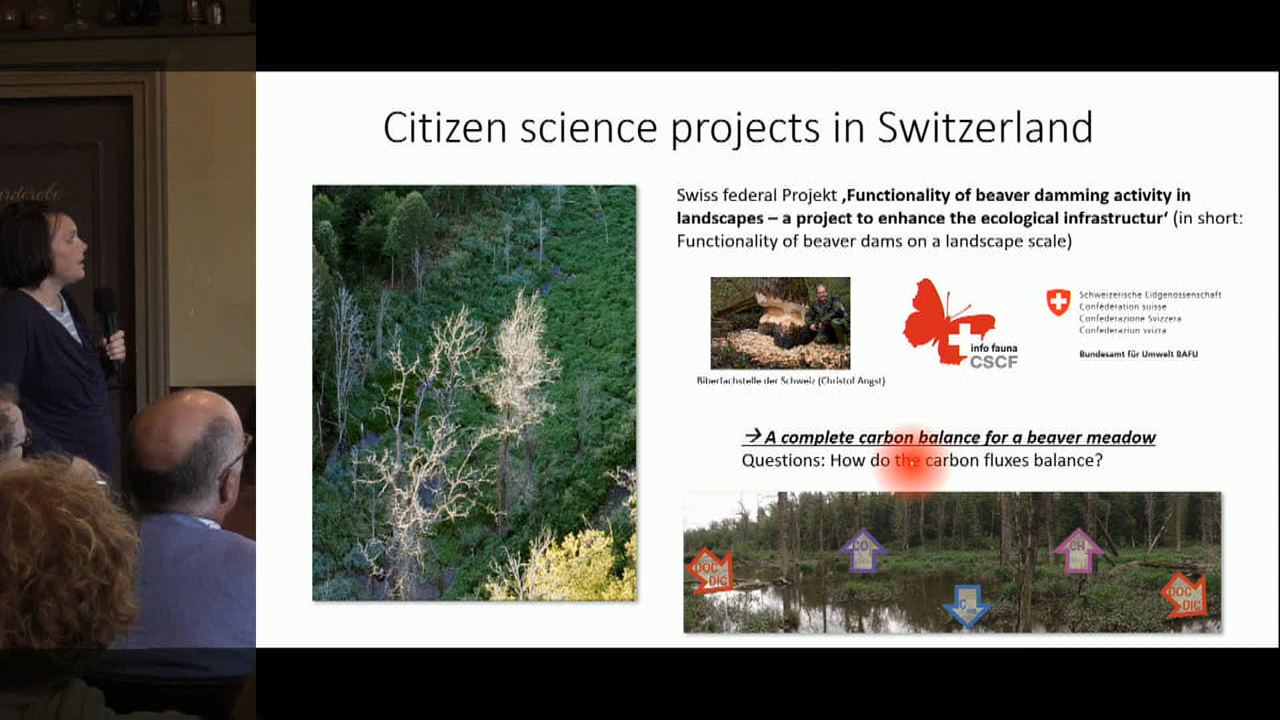 Citizen science projects in Switzerland
Swiss federal Projekt ‚Functionality of beaver damming activity in
landscapes – a project to enhance the ecological infrastructur‘ (in short:
Functionality of beaver dams on a landscape scale)
info fauna
CSCF
Schweizerische Eidgenossenschaft
Confédération suisse
Confederazione Svizzera
Confederaziun svizra
Bundesamt für Umwelt BAFU
Biberfachstelle der Schweiz (Christof Angst)
→ A complete carbon balance for a beaver meadow
Questions: How do the carbon fluxes balance?
DOC
DIC
CO
CH
C
DOC
DIC